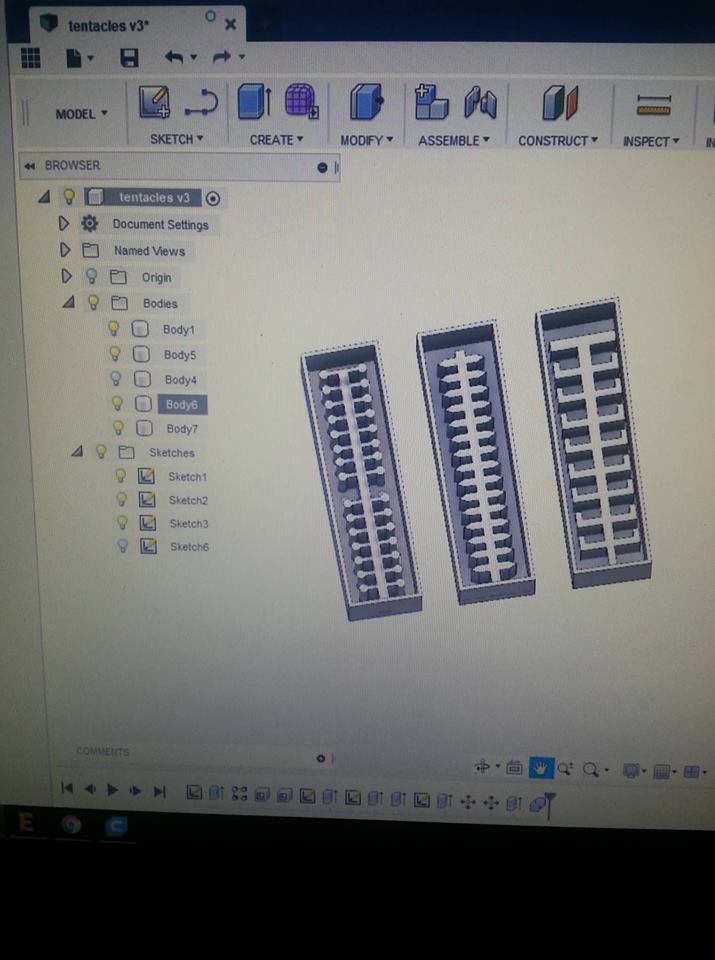 tentacles v3*
MODEL
SKETCH
CREATE
MODIFY
ASSEMBLE
CONSTRUCT
INSPECT
IN
BROWSER
tentacles v3
Document Settings
Named Views
Origin
Bodies
Body1
Body5
Body4
Body6
Body7
Sketches
Sketch1
Sketch2
Sketch3
Sketch6
COMMENTS
E